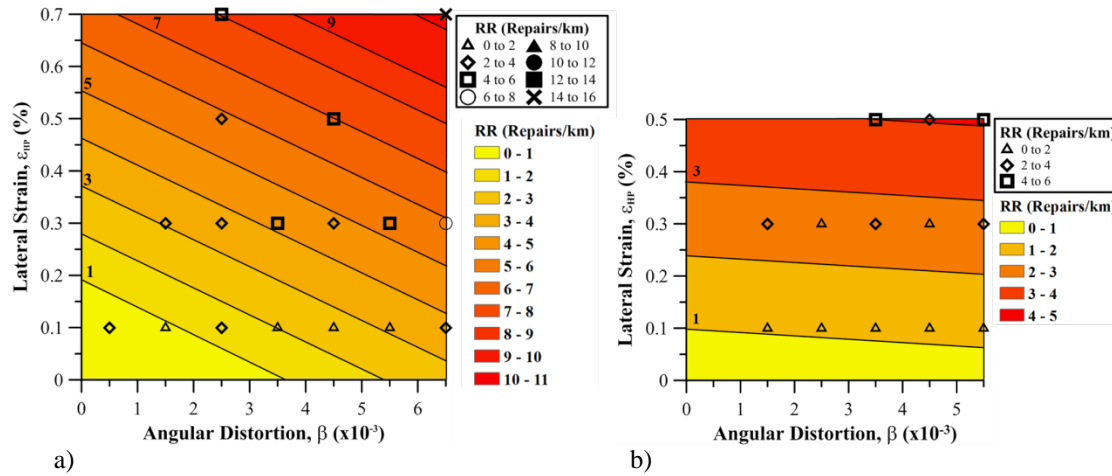 0.7
0.6
0.5
0.4
0.3
0.2
0.1
0
Lateral Strain, εHP (%)
7
9
5
3
1
0 1 2 3 4 5 6
Angular Distortion, β (x10-3)
a)
RR (Repairs/km)
0 to 2 8 to 10
2 to 4 10 to 12
4 to 6 12 to 14
6 to 8 14 to 16
RR (Repairs/km)
0 - 1
1 - 2
2 - 3
3 - 4
4 - 5
5 - 6
6 - 7
7 - 8
8 - 9
9 - 10
10 - 11
0.5
0.4
0.3
0.2
0.1
0
Lateral Strain, εHP (%)
3
1
0 1 2 3 4 5
Angular Distortion, β (x10-3)
b)
RR (Repairs/km)
0 to 2
2 to 4
4 to 6
RR (Repairs/km)
0 - 1
1 - 2
2 - 3
3 - 4
4 - 5